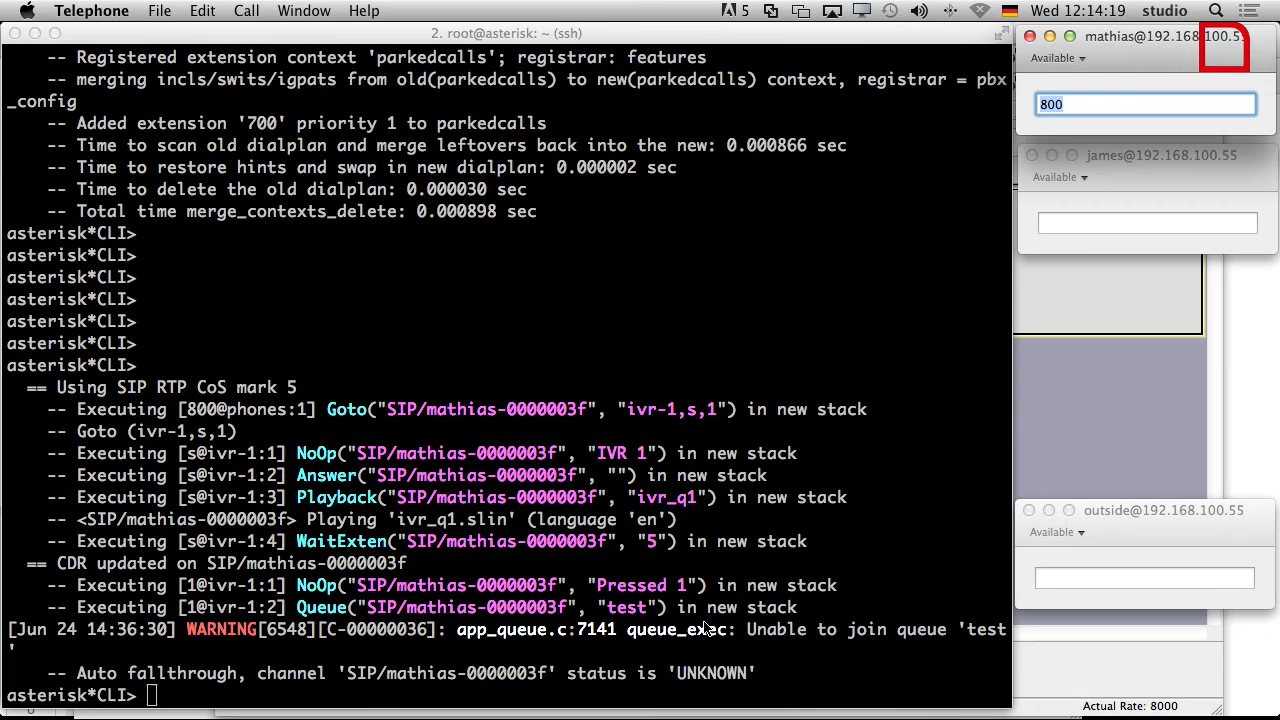 Telephone File Edit Call Window Help 5 Wed 12:14:19 studio
2. root@asterisk: ~ (ssh)
-- Registered extension context 'parkedcalls'; registrar: features
-- merging incls/swits/igpats from old(parkedcalls) to new(parkedcalls) context, registrar = pbx
_config
-- Added extension '700' priority 1 to parkedcalls
-- Time to scan old dialplan and merge leftovers back into the new: 0.000866 sec
-- Time to restore hints and swap in new dialplan: 0.000002 sec
-- Time to delete the old dialplan: 0.000030 sec
-- Total time merge_contexts_delete: 0.000898 sec
asterisk*CLI>
asterisk*CLI>
asterisk*CLI>
asterisk*CLI>
asterisk*CLI>
asterisk*CLI>
asterisk*CLI>
== Using SIP RTP CoS mark 5
-- Executing [800@phones:1] Goto("SIP/mathias-0000003f", "ivr-1,s,1") in new stack
-- Goto (ivr-1,s,1)
-- Executing [s@ivr-1:1] NoOp("SIP/mathias-0000003f", "IVR 1") in new stack
-- Executing [s@ivr-1:2] Answer("SIP/mathias-0000003f", "") in new stack
-- Executing [s@ivr-1:3] Playback("SIP/mathias-0000003f", "ivr_q1") in new stack
-- <SIP/mathias-0000003f> Playing 'ivr_q1.slin' (language 'en')
-- Executing [s@ivr-1:4] WaitExten("SIP/mathias-0000003f", "5") in new stack
== CDR updated on SIP/mathias-0000003f
-- Executing [1@ivr-1:1] NoOp("SIP/mathias-0000003f", "Pressed 1") in new stack
-- Executing [1@ivr-1:2] Queue("SIP/mathias-0000003f", "test") in new stack
[Jun 24 14:36:30] WARNING[6548][C-00000036]: app_queue.c:7141 queue_exec: Unable to join queue 'test
'
-- Auto fallthrough, channel 'SIP/mathias-0000003f' status is 'UNKNOWN'
asterisk*CLI>
mathias@192.168.100.55
Available
800
james@192.168.100.55
Available
outside@192.168.100.55
Available
Actual Rate: 8000